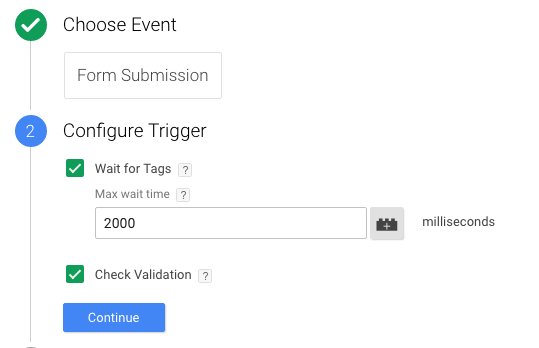 Choose Event
Form Submission
2 Configure Trigger
Wait for Tags ?
Max wait time ?
2000 milliseconds
Check Validation ?
Continue